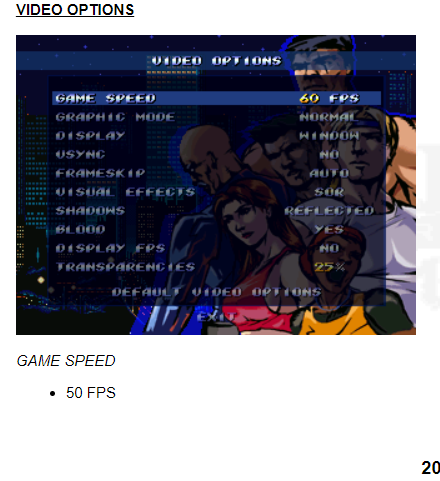 VIDEO OPTIONS
VIDEO OPTIONS
GAME SPEED 60 FPS
GRAPHIC MODE NORMAL
DISPLAY WINDOW
VSYNC NO
FRAMESKIP AUTO
VISUAL EFFECTS SOR
SHADOWS REFLECTED
BLOOD YES
DISPLAY FPS NO
TRANSPARENCIES 25%
DEFAULT VIDEO OPTIONS
EXIT
GAME SPEED
• 50 FPS
20